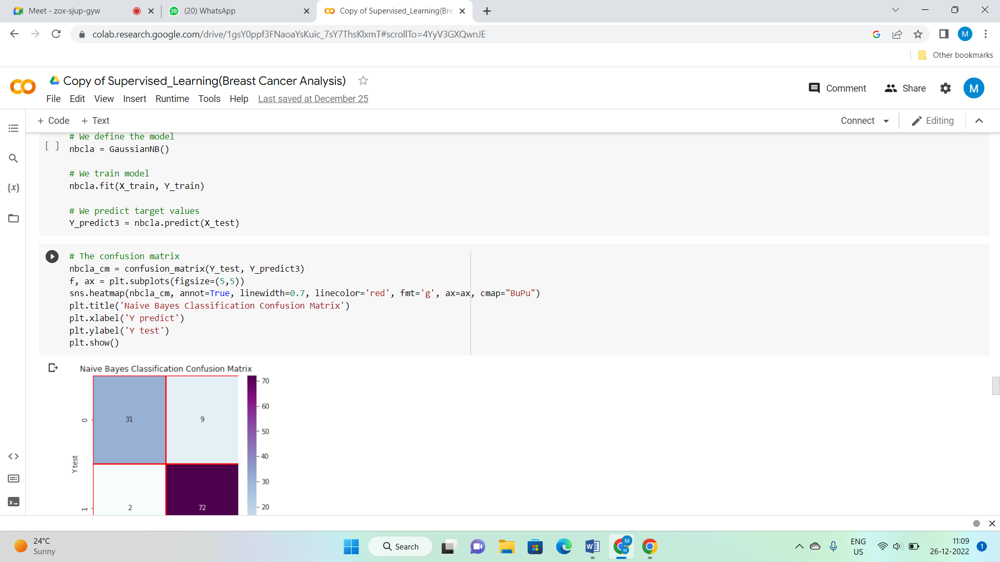 Meet - zox-sjup-gyw
20
(20) WhatsApp
Copy of Supervised_Learning(Bre
colab.research.google.com/drive/1gsY0ppf3FNaoaYsKuic_7sY7ThsKlxmT#scrollTo=4YyV3GXQwnJE
G
M
Other bookmarks
Copy of Supervised_Learning(Breast Cancer Analysis)
Comment
Share
M
File Edit View Insert Runtime Tools Help Last saved at December 25
+ Code + Text
Connect
Editing
# We define the model
[ ] nbcla = GaussianNB()
# We train model
nbcla.fit(X_train, Y_train)
{x}
# We predict target values
Y_predict3 = nbcla.predict(X_test)
# The confusion matrix
nbcla_cm = confusion_matrix(Y_test, Y_predict3)
f, ax = plt.subplots(figsize=(5,5))
sns.heatmap(nbcla_cm, annot=True, linewidth=0.7, linecolor='red', fmt='g', ax=ax, cmap="BuPu")
plt.title('Naive Bayes Classification Confusion Matrix')
plt.xlabel('Y predict')
plt.ylabel('Y test')
plt.show()
Naive Bayes Classification Confusion Matrix
70
60
50
40
30
20
0
31 9
Y test
1
2 72
24°C
Sunny
Search
W
M
M
ENG
US
11:09
26-12-2022
1